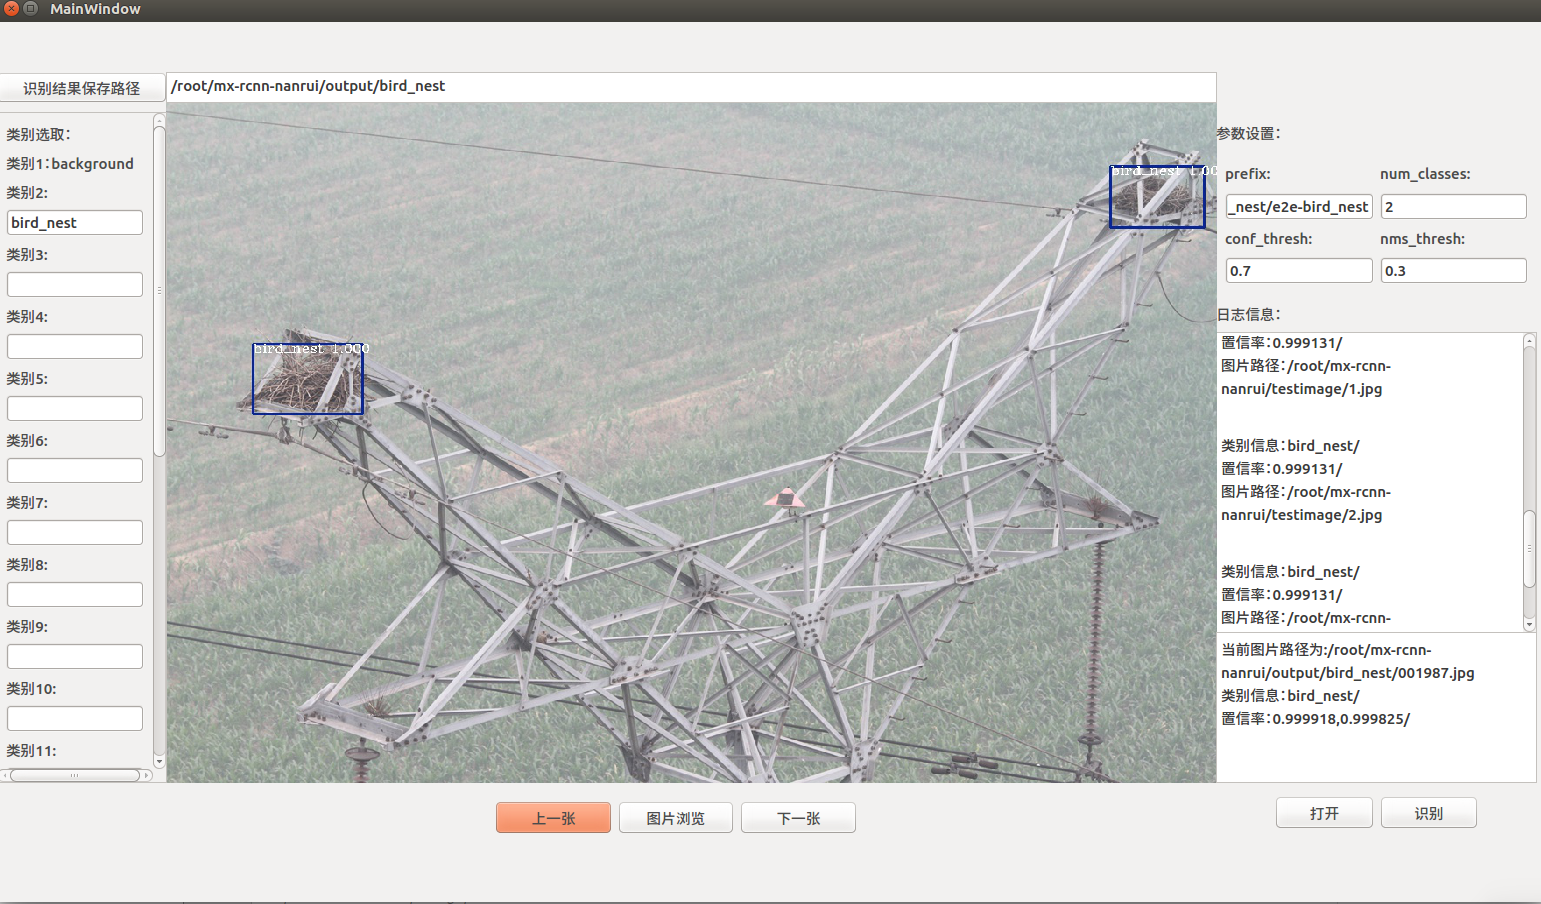 MainWindow
识别结果保存路径
/root/mx-rcnn-nanrui/output/bird_nest
类别选取:
类别1:background
类别2:
bird_nest
类别3:
类别4:
类别5:
类别6:
类别7:
类别8:
类别9:
类别10:
类别11:
bird_nest 1.000
bird_nest 1.00
参数设置:
prefix:
num_classes:
_nest/e2e-bird_nest
2
conf_thresh:
nms_thresh:
0.7
0.3
日志信息:
置信率:0.999131/
图片路径:/root/mx-rcnn-
nanrui/testimage/1.jpg
类别信息:bird_nest/
置信率:0.999131/
图片路径:/root/mx-rcnn-
nanrui/testimage/2.jpg
类别信息:bird_nest/
置信率:0.999131/
图片路径:/root/mx-rcnn-
当前图片路径为:/root/mx-rcnn-
nanrui/output/bird_nest/001987.jpg
类别信息:bird_nest/
置信率:0.999918,0.999825/
上一张
图片浏览
下一张
打开
识别